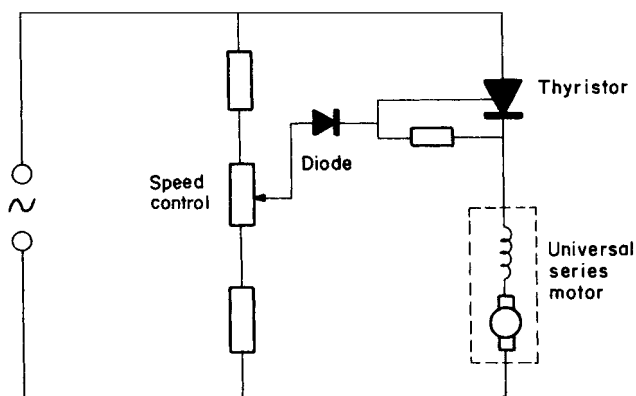 Thyristor
Diode
Speed
control
Universal
series
motor